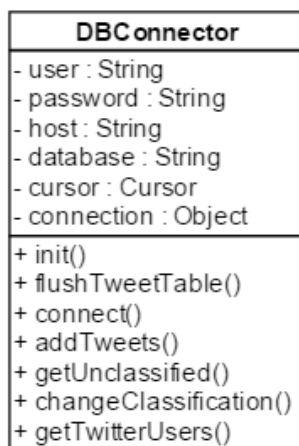 DBConnector
- user : String
- password : String
- host : String
- database : String
- cursor : Cursor
- connection : Object
+ init()
+ flushTweetTable()
+ connect()
+ addTweets()
+ getUnclassified()
+ changeClassification()
+ getTwitterUsers()